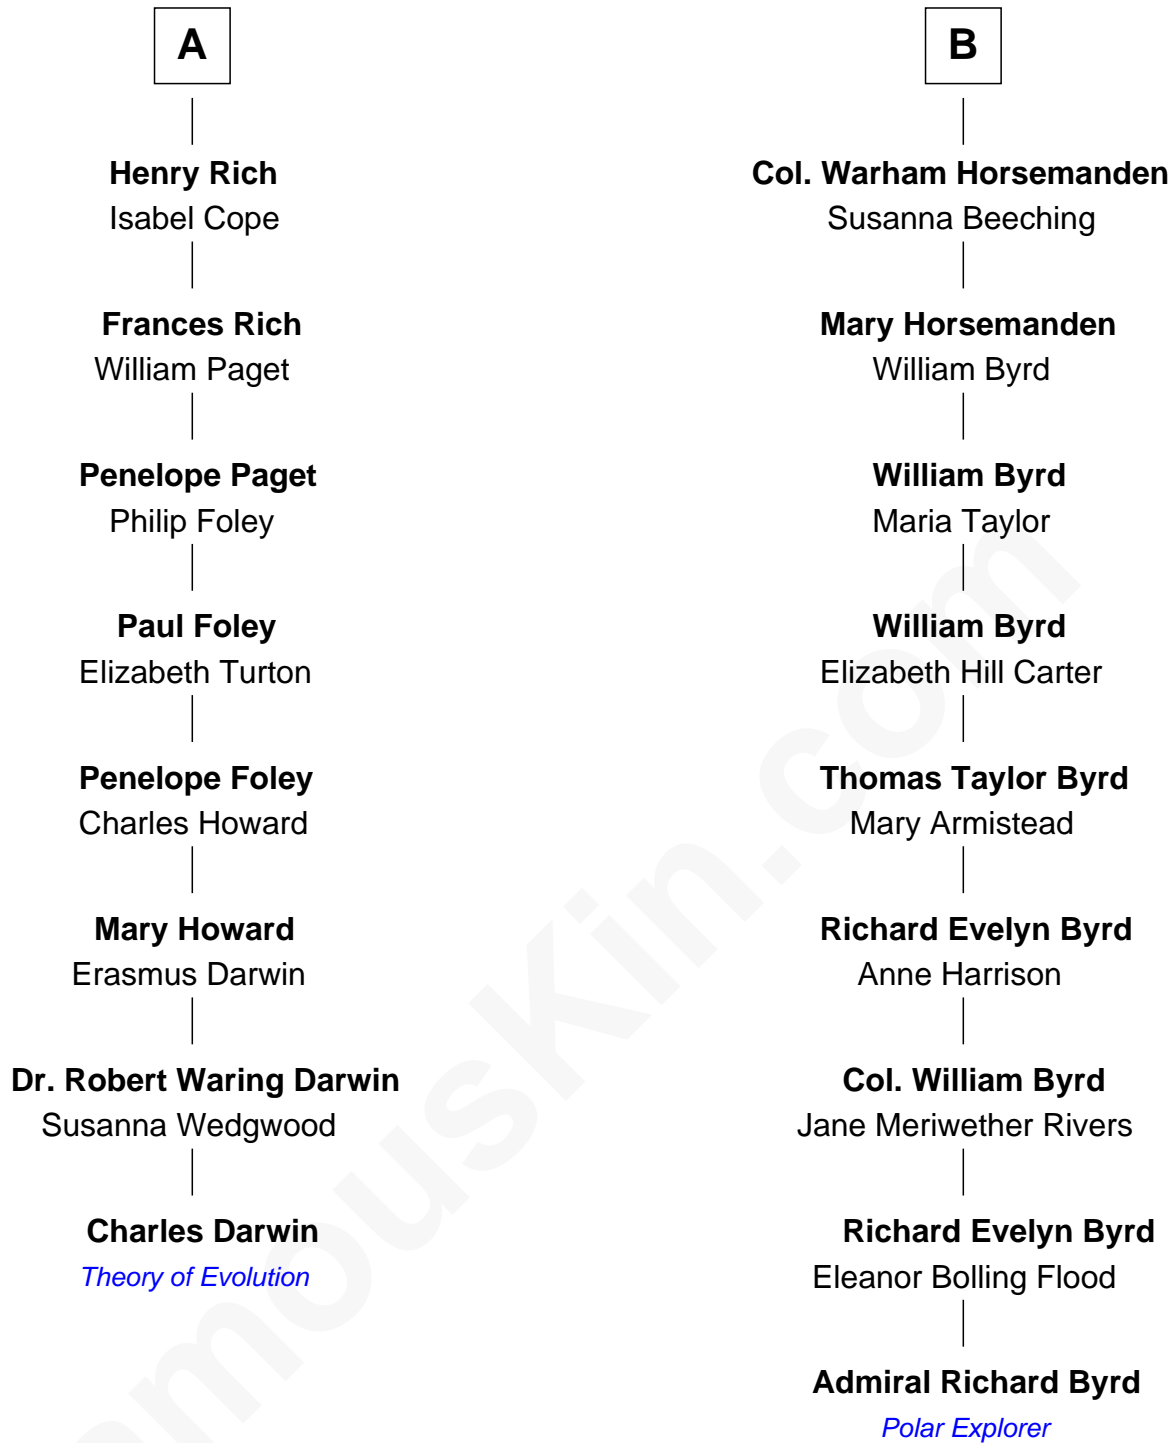 A
Henry Rich
Isabel Cope
Frances Rich
William Paget
Penelope Paget
Philip Foley
Paul Foley
Elizabeth Turton
Penelope Foley
Charles Howard
Mary Howard
Erasmus Darwin
Dr. Robert Waring Darwin
Susanna Wedgwood
Charles Darwin
Theory of Evolution
B
Col. Warham Horsemanden
Susanna Beeching
Mary Horsemanden
William Byrd
William Byrd
Maria Taylor
William Byrd
Elizabeth Hill Carter
Thomas Taylor Byrd
Mary Armistead
Richard Evelyn Byrd
Anne Harrison
Col. William Byrd
Jane Meriwether Rivers
Richard Evelyn Byrd
Eleanor Bolling Flood
Admiral Richard Byrd
Polar Explorer
amousKin.com